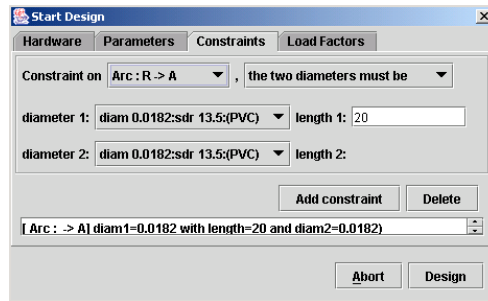 Start Design
Hardware Parameters Constraints Load Factors
Constraint on Arc : R -> A , the two diameters must be
diameter 1: diam 0.0182:sdr 13.5:(PVC) length 1: 20
diameter 2: diam 0.0182:sdr 13.5:(PVC) length 2:
Add constraint Delete
[ Arc : -> A] diam1=0.0182 with length=20 and diam2=0.0182)
Abort Design